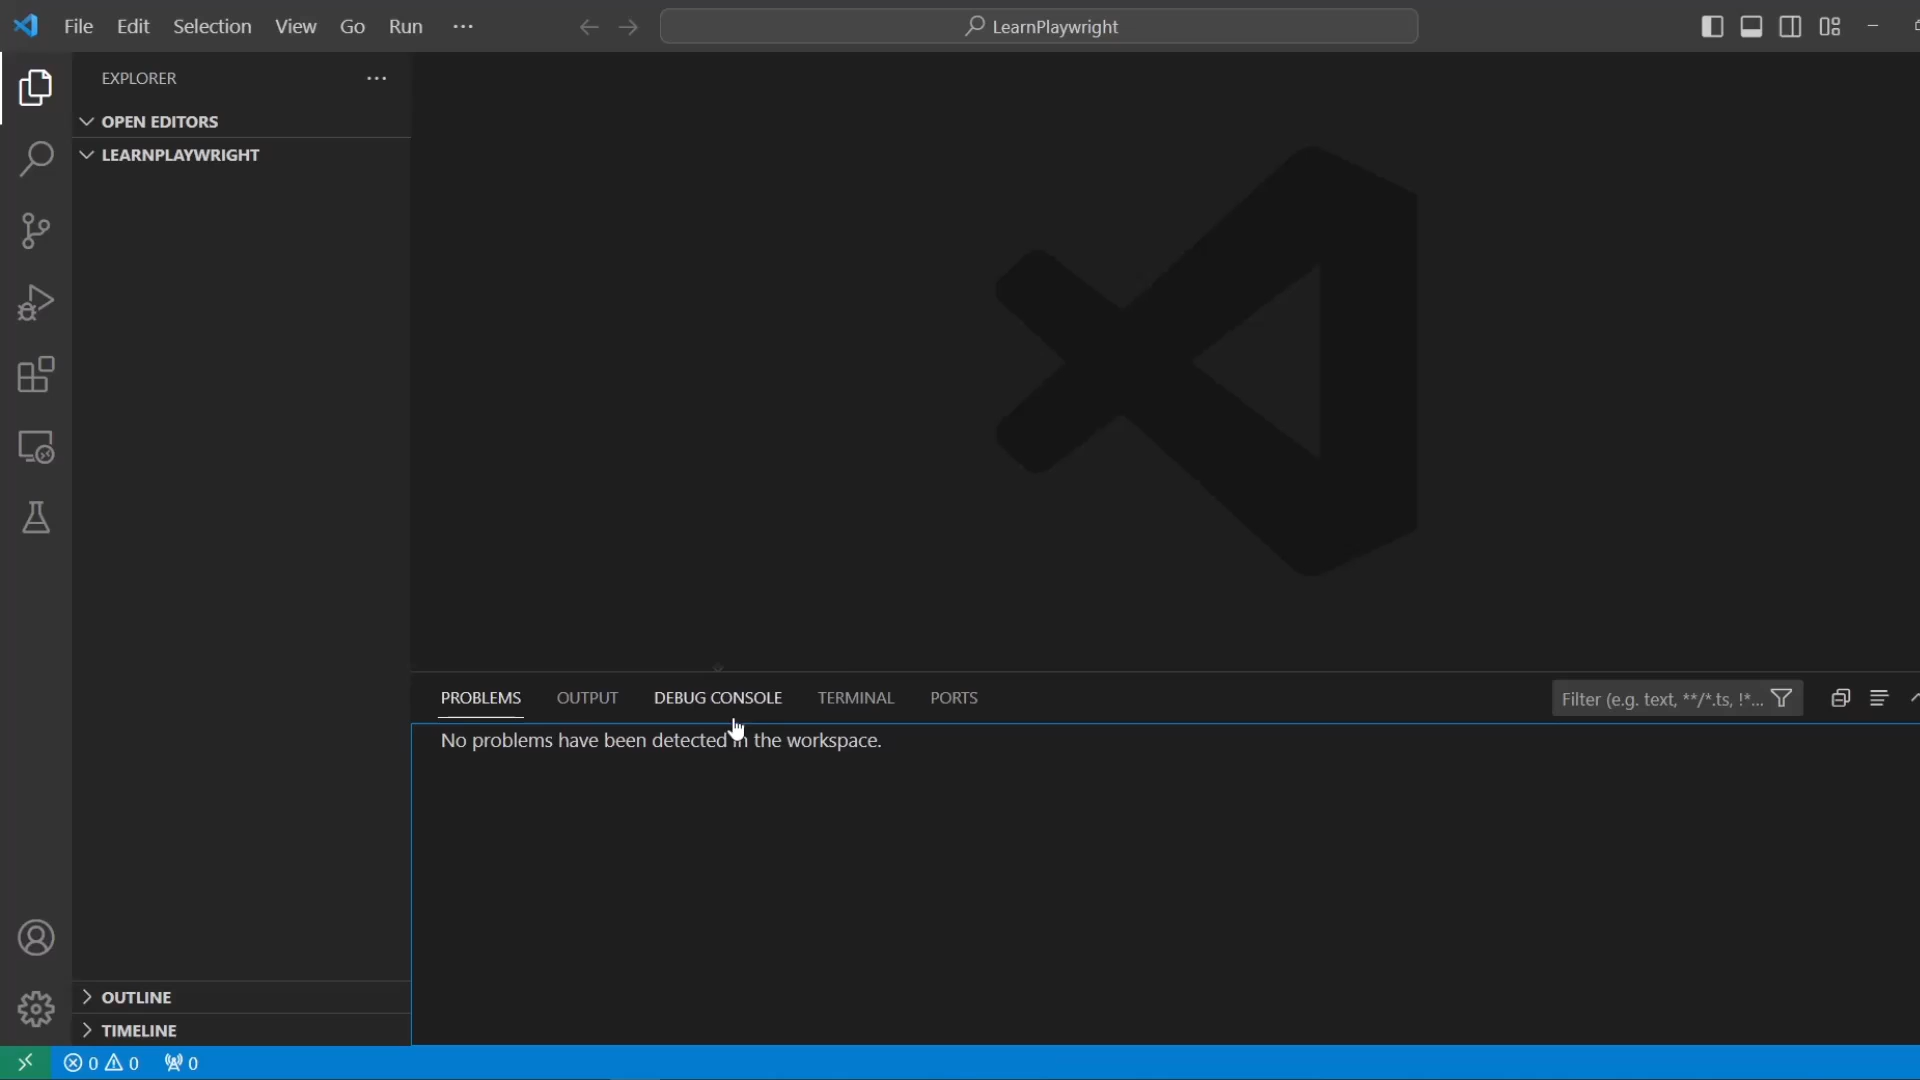 File Edit Selection View Go Run ...
LearnPlaywright
EXPLORER
OPEN EDITORS
LEARNPLAYWRIGHT
PROBLEMS OUTPUT DEBUG CONSOLE TERMINAL PORTS
Filter (e.g. text, **/*.ts, !*...
No problems have been detected in the workspace.
OUTLINE
TIMELINE
0 0 0